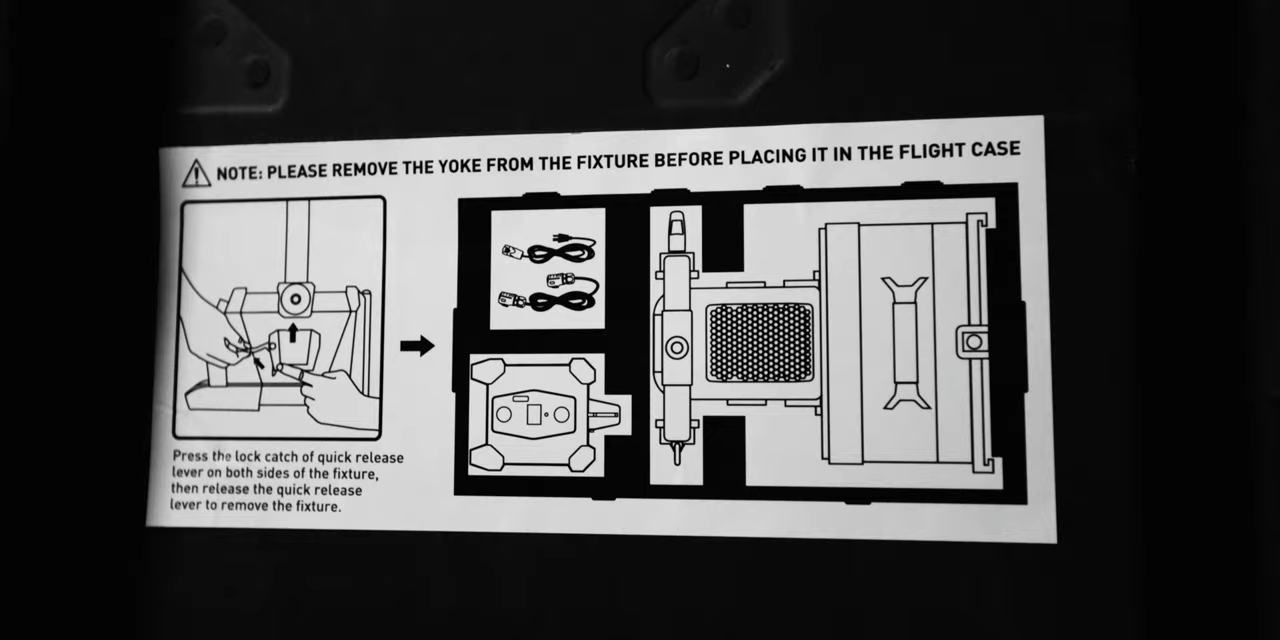 NOTE: PLEASE REMOVE THE YOKE FROM THE FIXTURE BEFORE PLACING IT IN THE FLIGHT CASE
Press the lock catch of quick release
lever on both sides of the fixture,
then release the quick release
lever to remove the fixture.